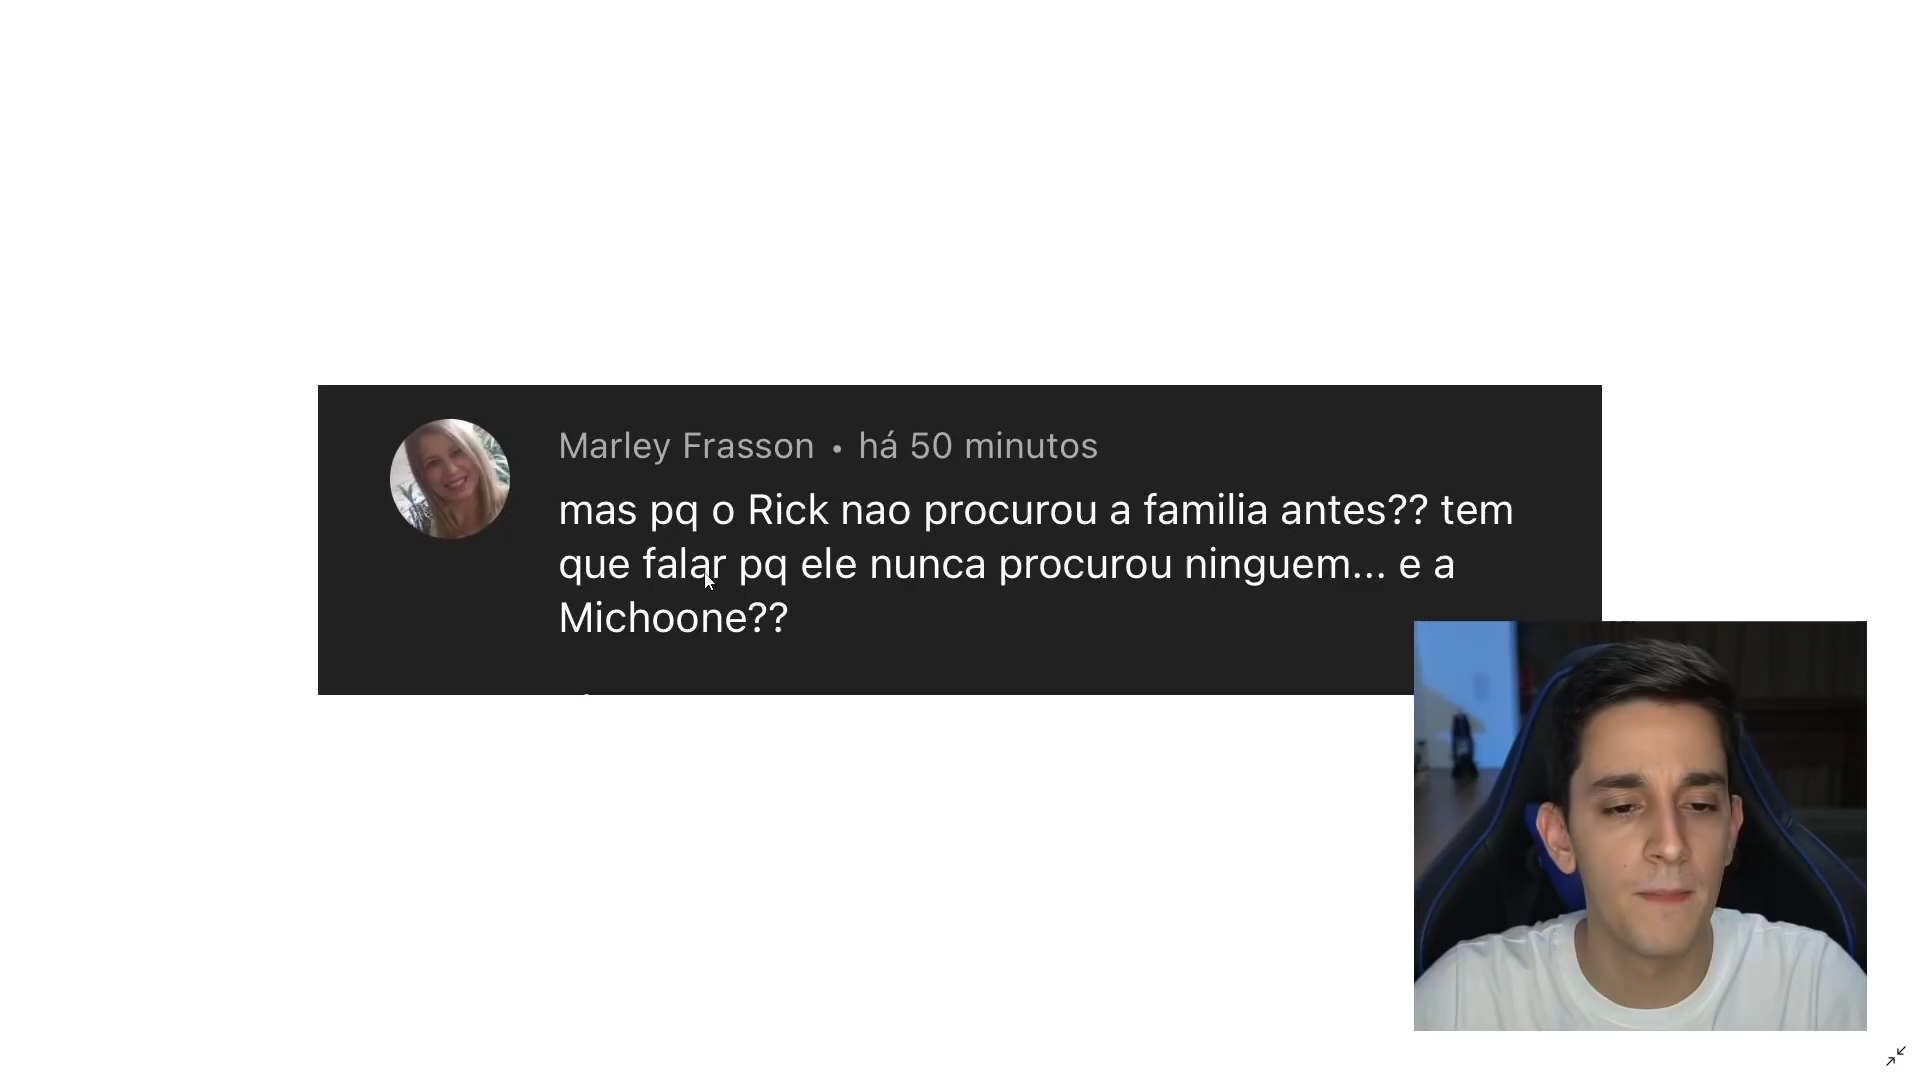 Marley Frasson • há 50 minutos
mas pq o Rick nao procurou a familia antes?? tem
que falar pq ele nunca procurou ninguem... e a
Michoone??